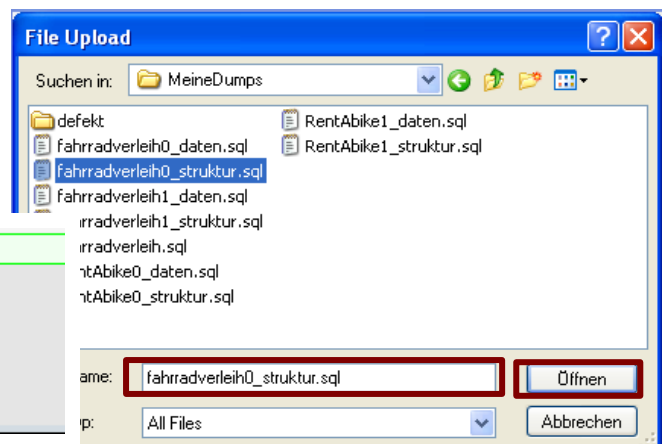 File Upload
Suchen in: MeineDumps
defekt
fahrradverleih0_daten.sql
fahrradverleih0_struktur.sql
fahrradverleih1_daten.sql
rradverleih1_struktur.sql
rradverleih.sql
ntAbike0_daten.sql
ntAbike0_struktur.sql
RentAbike1_daten.sql
RentAbike1_struktur.sql
ame: fahrradverleih0_struktur.sql Öffnen
p: All Files Abbrechen